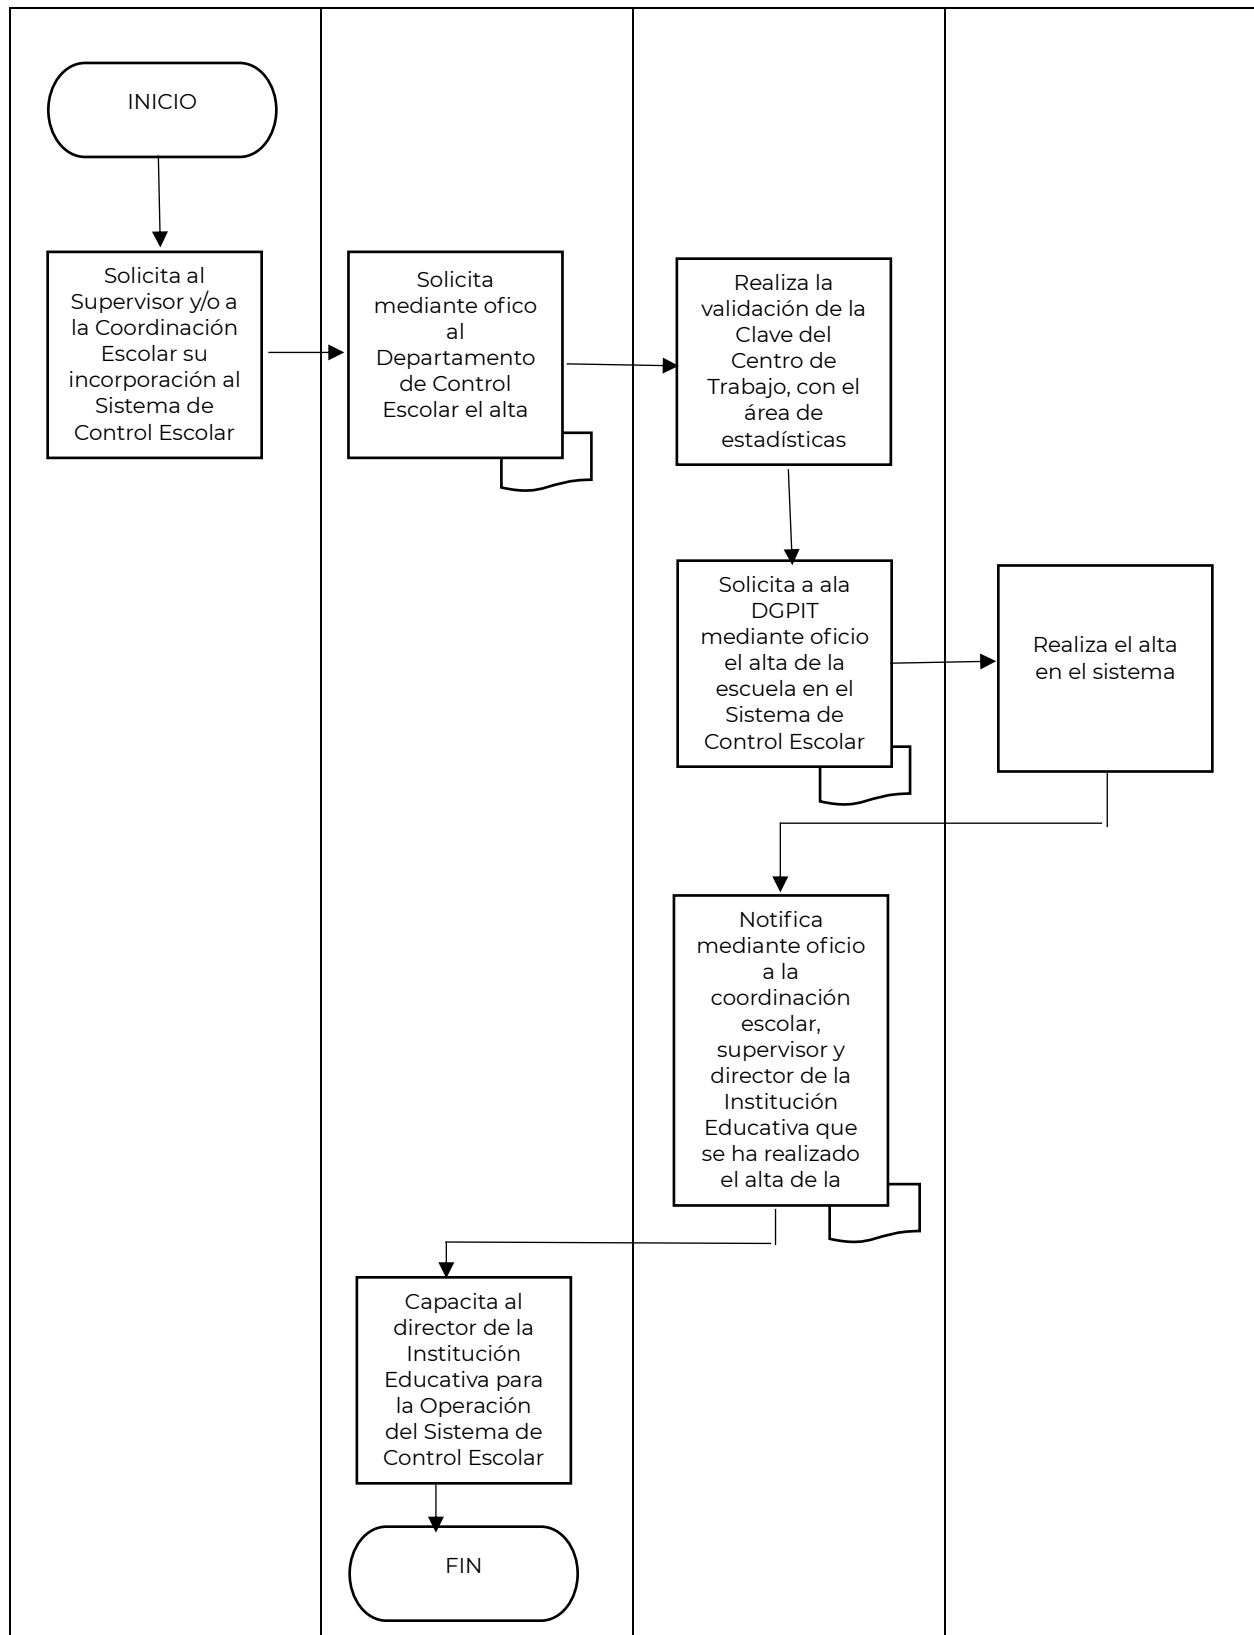 INICIO
Solicita al
Supervisor y/o a
la Coordinación
Escolar su
incorporación al
Sistema de
Control Escolar
Solicita
mediante ofico
al
Departamento
de Control
Escolar el alta
Realiza la
validación de la
Clave del
Centro de
Trabajo, con el
área de
estadísticas
Solicita a ala
DGPIT
mediante oficio
el alta de la
escuela en el
Sistema de
Control Escolar
Realiza el alta
en el sistema
Notifica
mediante oficio
a la
coordinación
escolar,
supervisor y
director de la
Institución
Educativa que
se ha realizado
el alta de la
Capacita al
director de la
Institución
Educativa para
la Operación
del Sistema de
Control Escolar
FIN